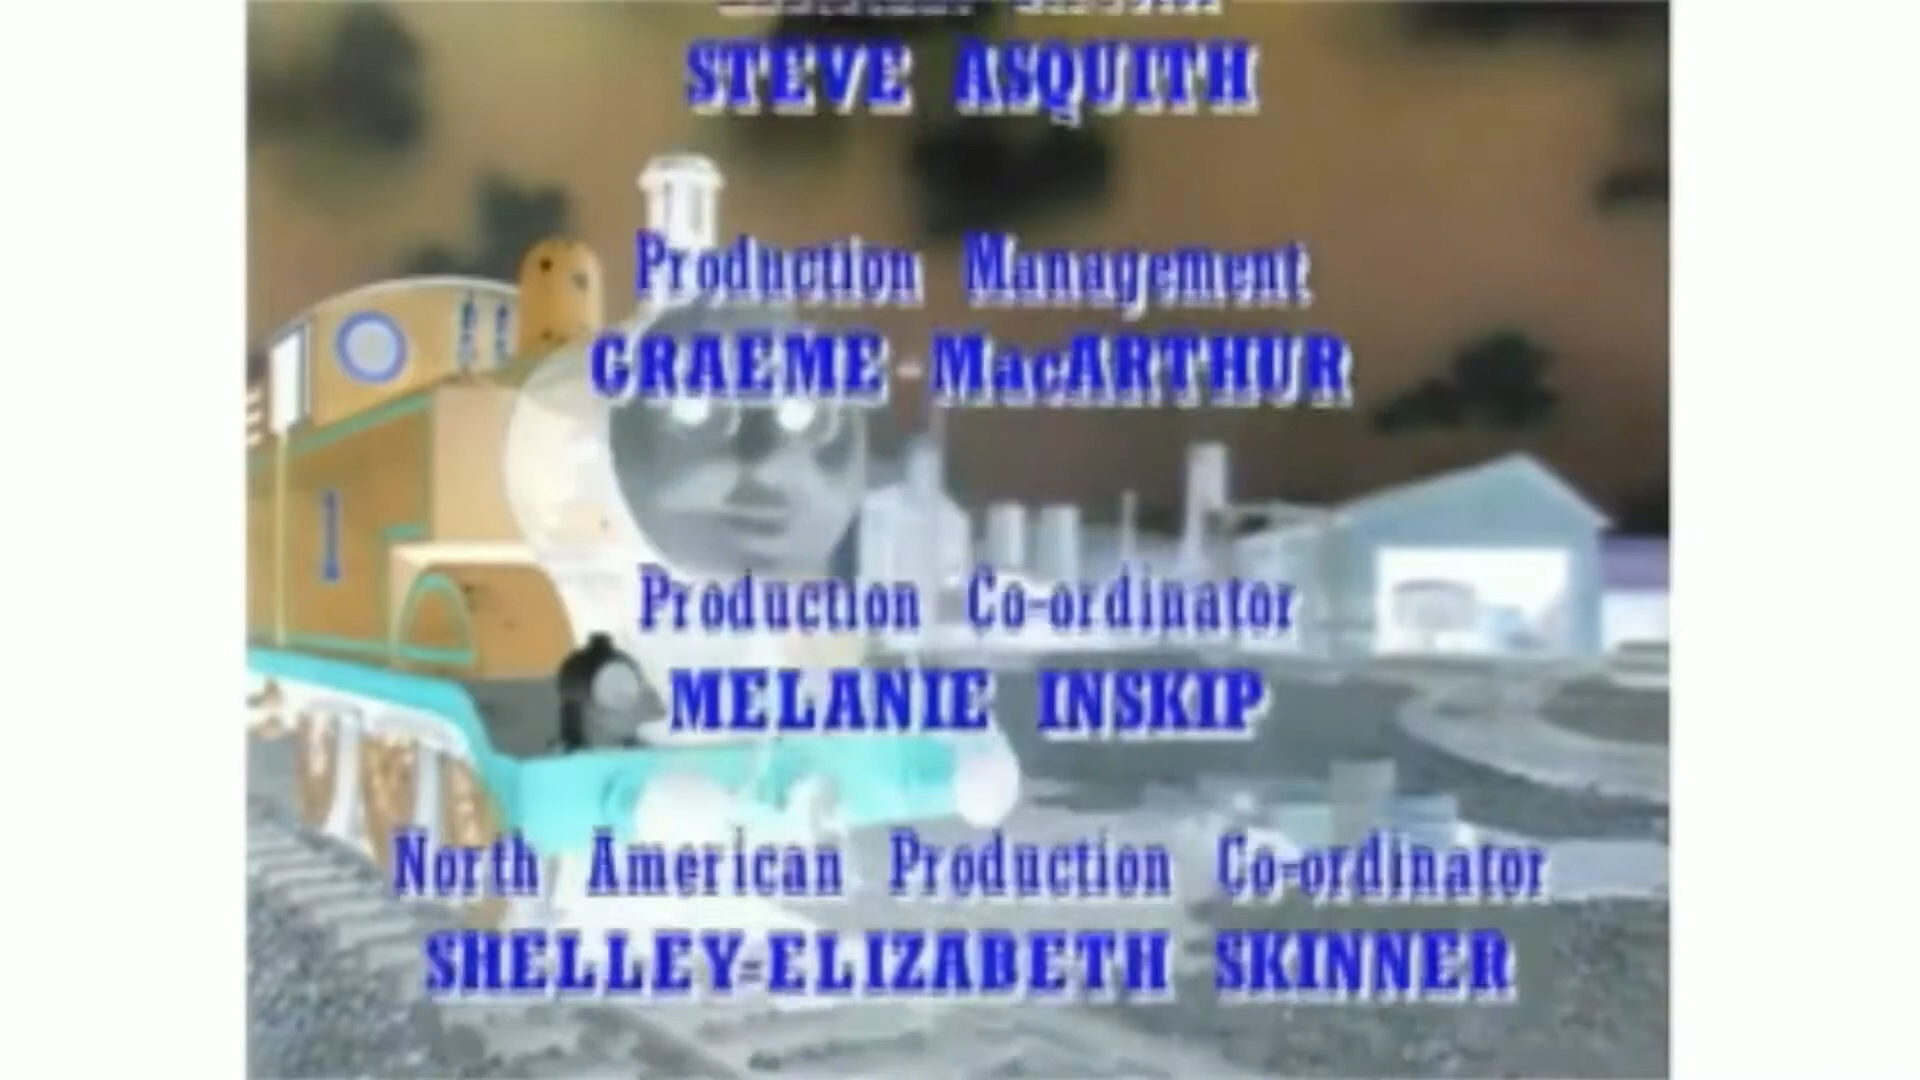 STEVE ASQUITH
Production Management
GRAEME-MacARTHUR
1
Production Co-ordinator
MELANIE INSKIP
North American Production Co-ordinator
SHELLEY-ELIZABETH SKINNER